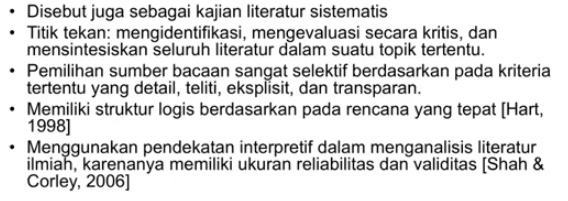 • Disebut juga sebagai kajian literatur sistematis
• Titik tekan: mengidentifikasi, mengevaluasi secara kritis, dan
mensintesiskan seluruh literatur dalam suatu topik tertentu.
• Pemilihan sumber bacaan sangat selektif berdasarkan pada kriteria
tertentu yang detail, teliti, eksplisit, dan transparan.
• Memiliki struktur logis berdasarkan pada rencana yang tepat [Hart,
1998]
• Menggunakan pendekatan interpretif dalam menganalisis literatur
ilmiah, karenanya memiliki ukuran reliabilitas dan validitas [Shah &
Corley, 2006]